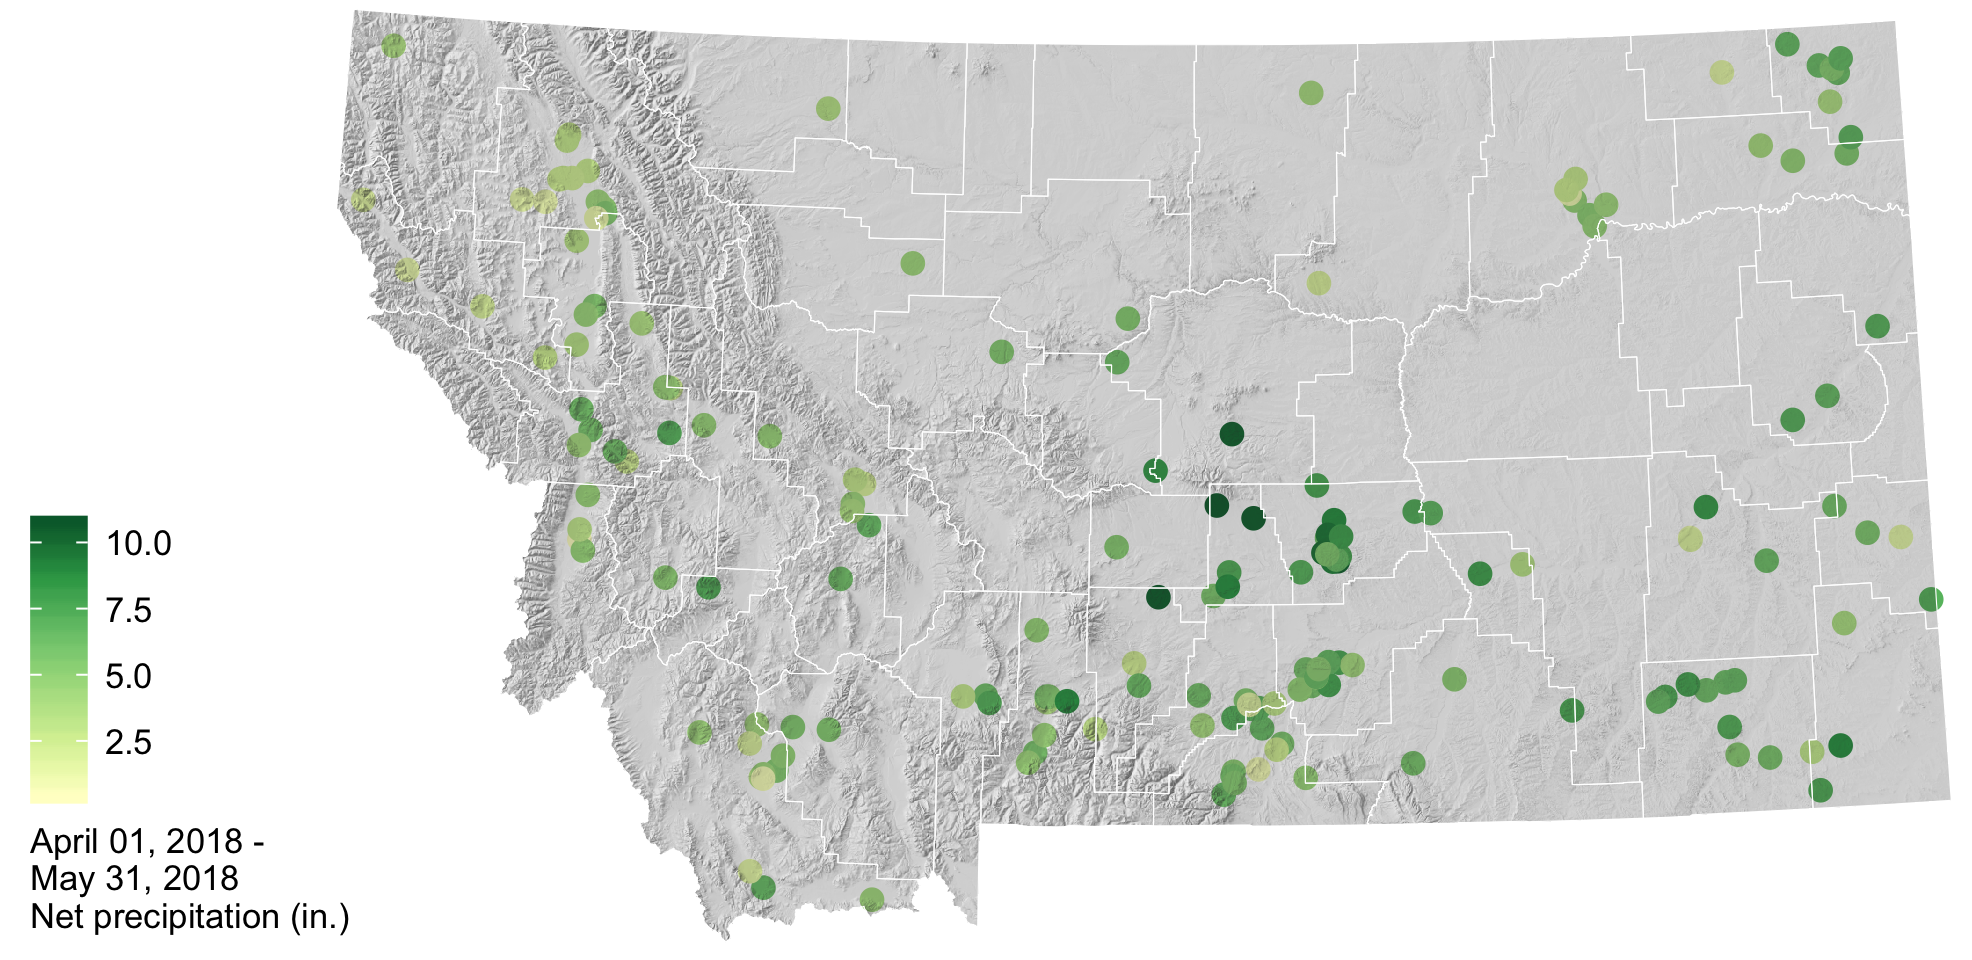 10.0
7.5
5.0
2.5
April 01, 2018 -
May 31, 2018
Net precipitation (in.)